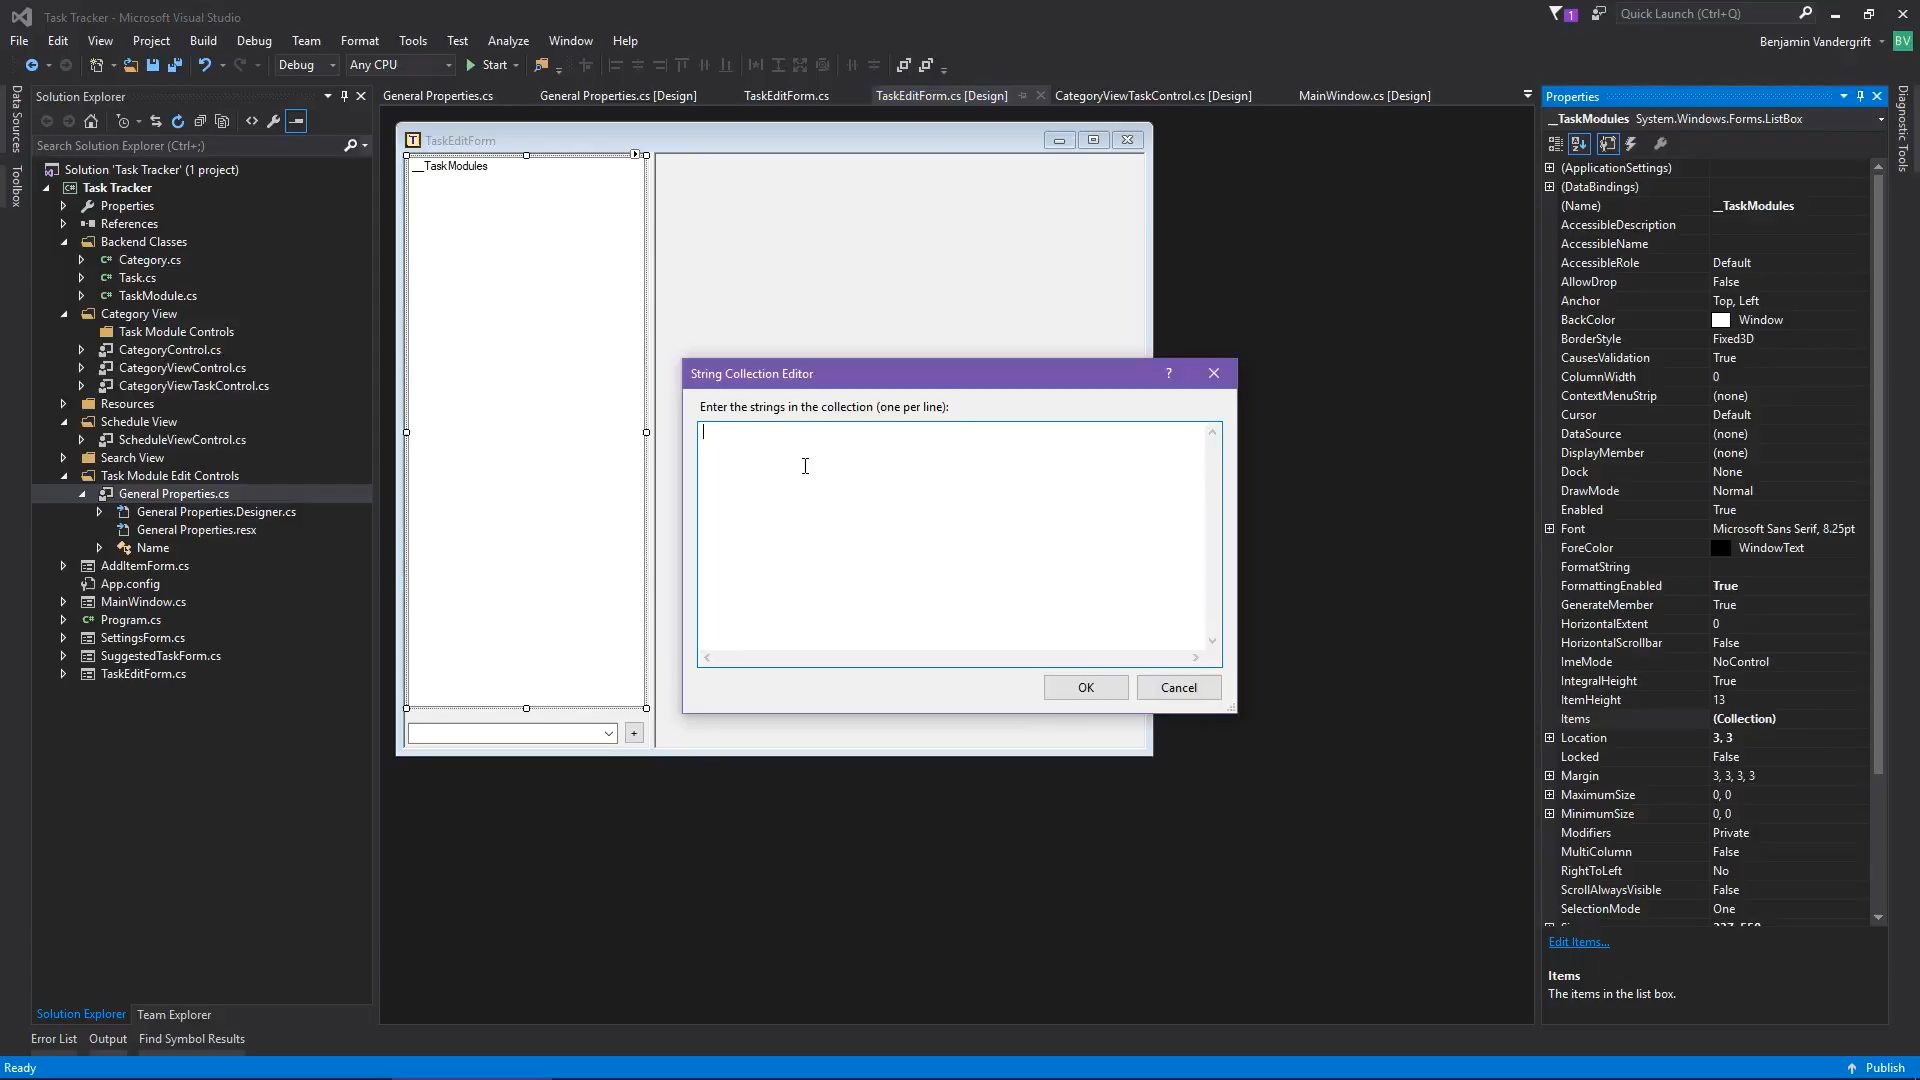 Task Tracker - Microsoft Visual Studio
1
Quick Launch (Ctrl+Q)
File Edit View Project Build Debug Team Format Tools Test Analyze Window Help
Benjamin Vandergrift
BV
Debug
Any CPU
Start
Data Sources
Toolbox
Solution Explorer
Search Solution Explorer (Ctrl+;)
Solution 'Task Tracker' (1 project)
C# Task Tracker
Properties
References
Backend Classes
C# Category.cs
C# Task.cs
C# TaskModule.cs
Category View
Task Module Controls
CategoryControl.cs
CategoryViewControl.cs
CategoryViewTaskControl.cs
Resources
Schedule View
ScheduleViewControl.cs
Search View
Task Module Edit Controls
General Properties.cs
General Properties.Designer.cs
General Properties.resx
Name
AddItemForm.cs
App.config
MainWindow.cs
C# Program.cs
SettingsForm.cs
SuggestedTaskForm.cs
TaskEditForm.cs
Solution Explorer
Team Explorer
General Properties.cs
General Properties.cs [Design]
TaskEditForm.cs
TaskEditForm.cs [Design]
CategoryViewTaskControl.cs [Design]
MainWindow.cs [Design]
T TaskEditForm
__TaskModules
+
String Collection Editor
?
Enter the strings in the collection (one per line):
OK
Cancel
Properties
__TaskModules System.Windows.Forms.ListBox
(ApplicationSettings)
(DataBindings)
(Name) __TaskModules
AccessibleDescription
AccessibleName
AccessibleRole Default
AllowDrop False
Anchor Top, Left
BackColor Window
BorderStyle Fixed3D
CausesValidation True
ColumnWidth 0
ContextMenuStrip (none)
Cursor Default
DataSource (none)
DisplayMember (none)
Dock None
DrawMode Normal
Enabled True
Font Microsoft Sans Serif, 8.25pt
ForeColor WindowText
FormatString
FormattingEnabled True
GenerateMember True
HorizontalExtent 0
HorizontalScrollbar False
ImeMode NoControl
IntegralHeight True
ItemHeight 13
Items (Collection)
Location 3, 3
Locked False
Margin 3, 3, 3, 3
MaximumSize 0, 0
MinimumSize 0, 0
Modifiers Private
MultiColumn False
RightToLeft No
ScrollAlwaysVisible False
SelectionMode One
Edit Items...
Items
The items in the list box.
Diagnostic Tools
Error List Output Find Symbol Results
Ready
Publish